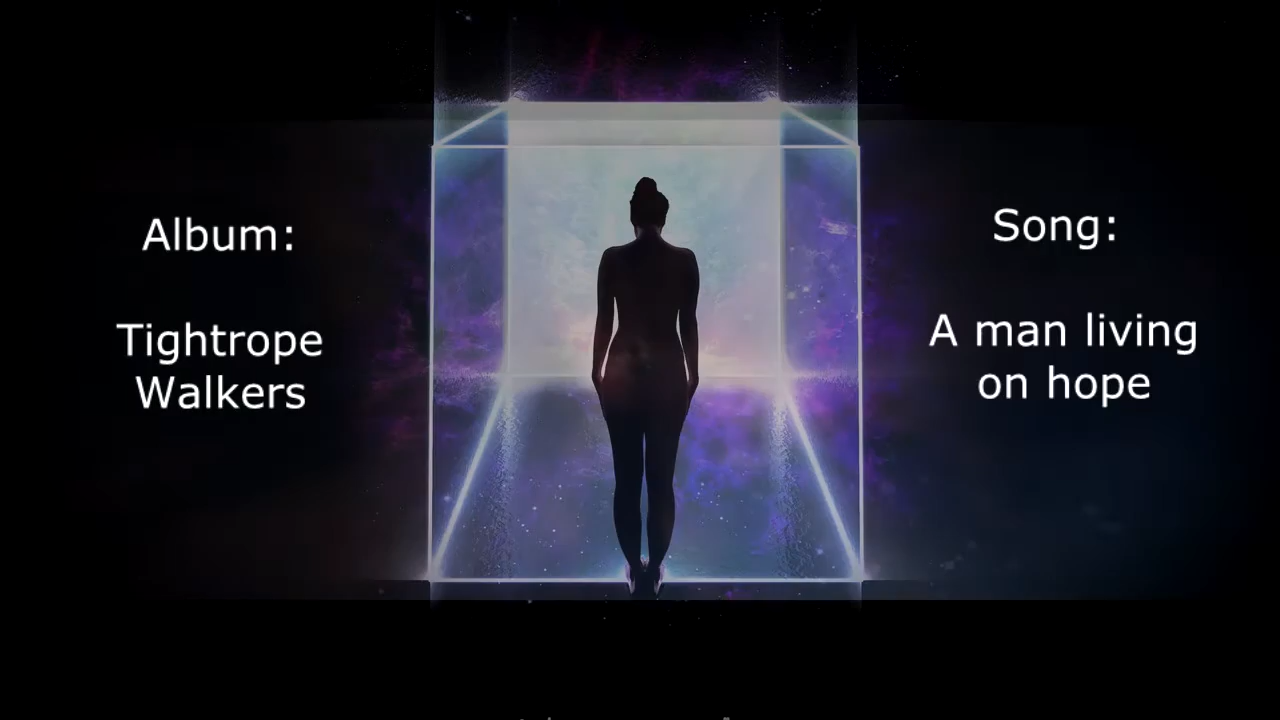 Album:
Tightrope
Walkers
Song:
A man living
on hope